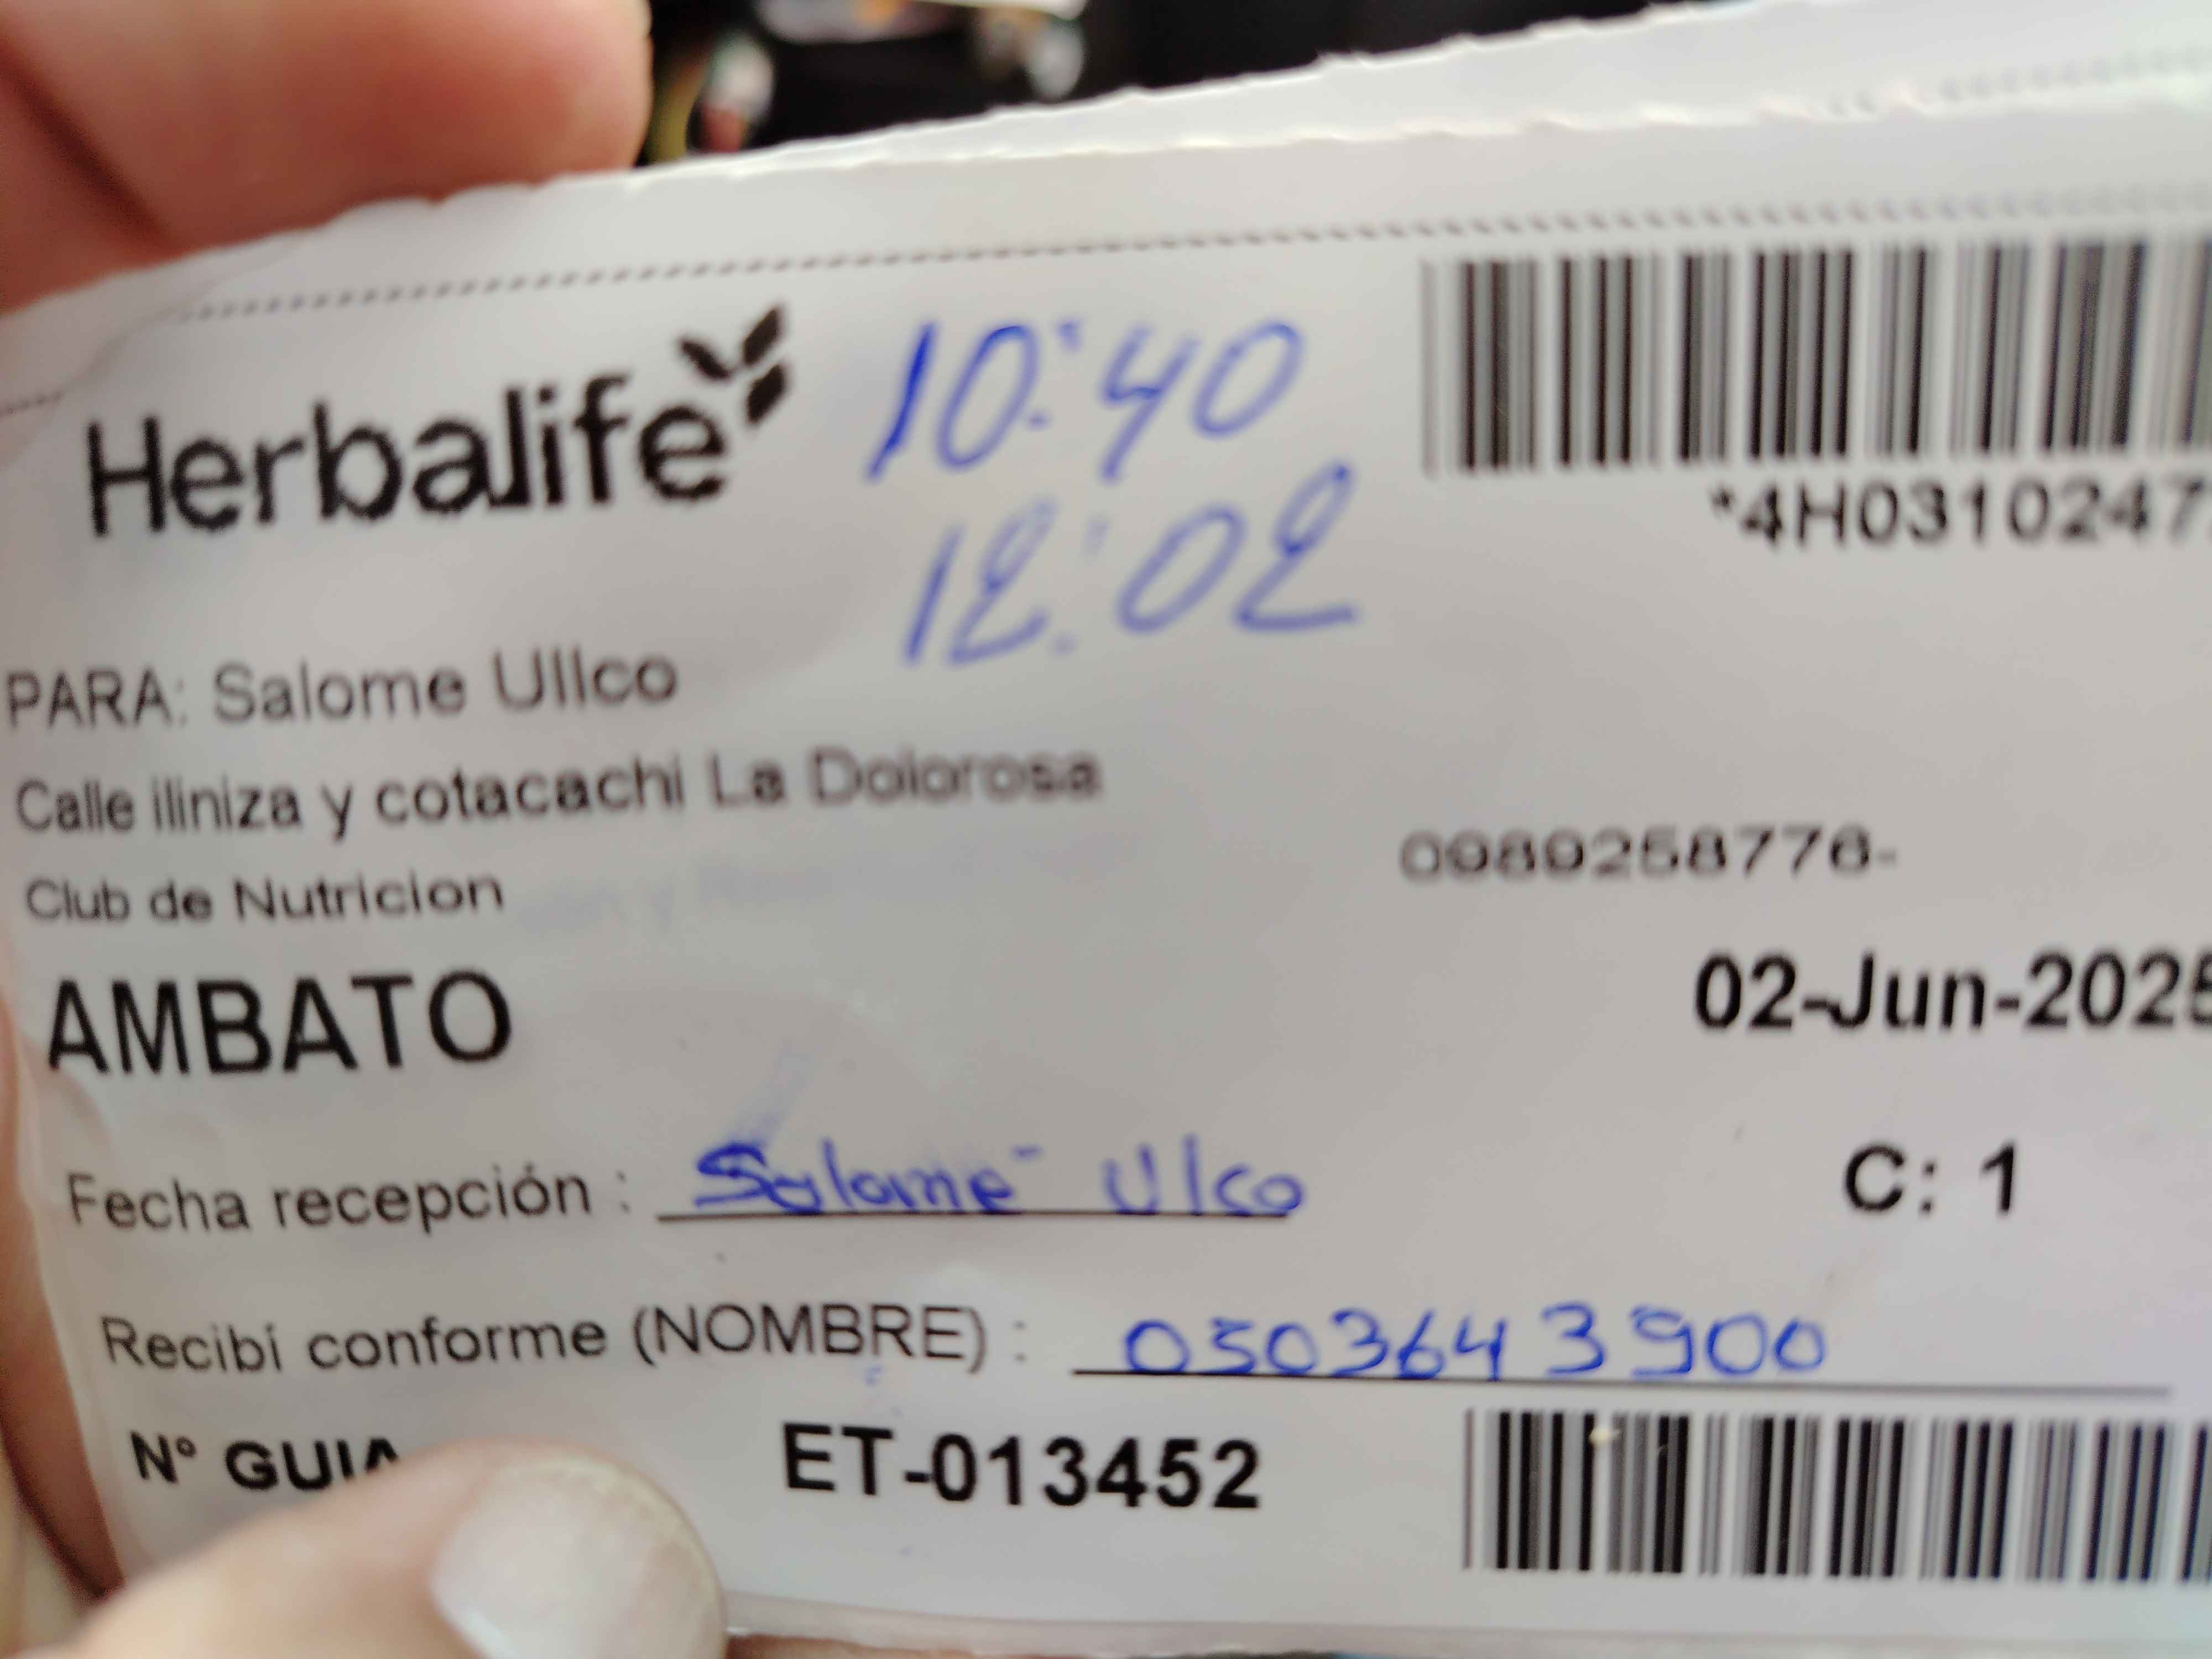 Herbalife 10:40
12:02
*4H0310247
PARA: Salome Ullco
Calle iliniza y cotacachi La Dolorosa
0989258776-
Club de Nutricion
AMBATO
02-Jun-2025
Fecha recepción : Salomé Ulco
C: 1
Recibí conforme (NOMBRE) : 0503643900
N° GUIA ET-013452